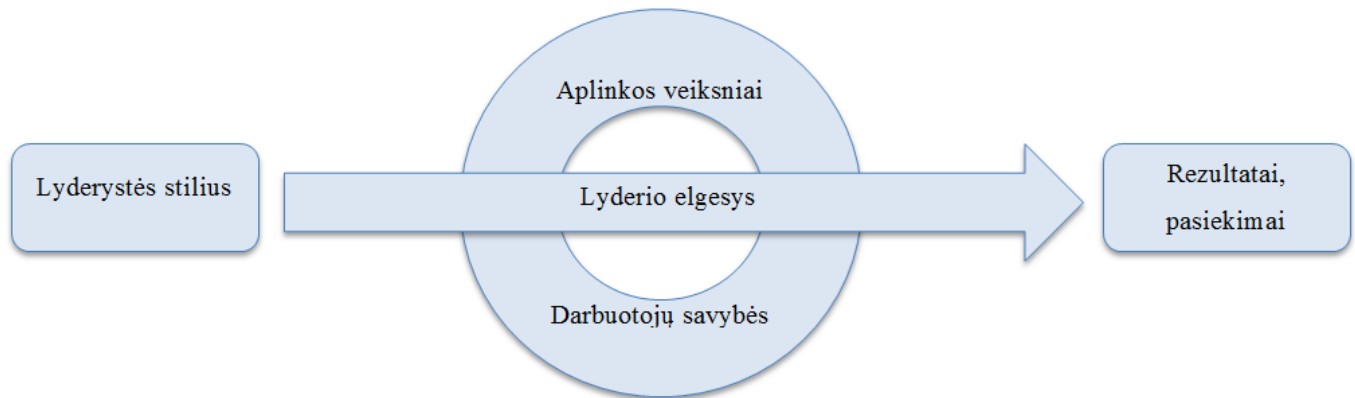 Aplinkos veiksniai
Lyderystės stilius
Lyderio elgesys
Rezultatai,
pasiekimai
Darbuotojų savybės